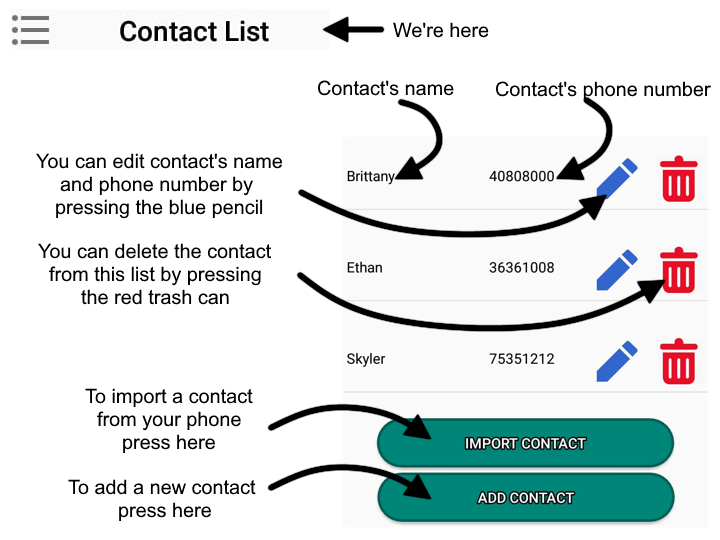 Contact List
We're here
Contact's name
Contact's phone number
You can edit contact's name
and phone number by
pressing the blue pencil
Brittany 40808000
You can delete the contact
from this list by pressing
the red trash can
Ethan 36361008
Skyler 75351212
To import a contact
from your phone
press here
IMPORT CONTACT
To add a new contact
press here
ADD CONTACT